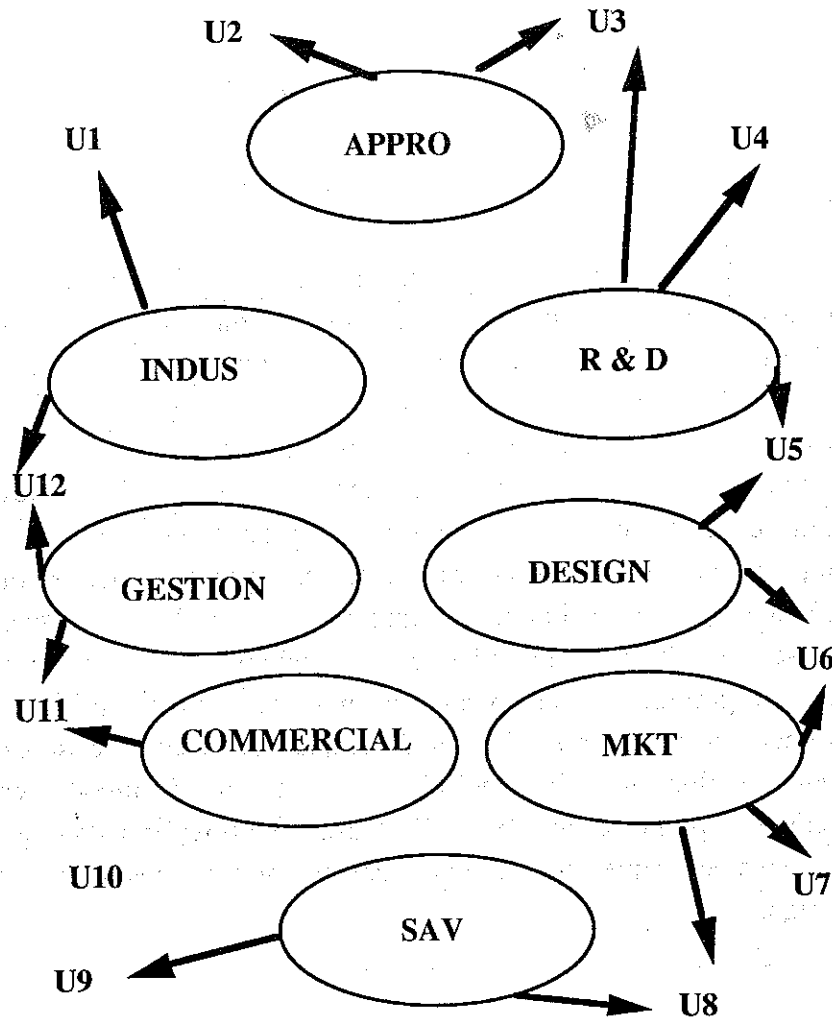 U2
U3
APPRO
U1
U4
INDUS
R & D
U5
U12
GESTION
DESIGN
U6
U11
COMMERCIAL
MKT
U10
U7
SAV
U9
U8